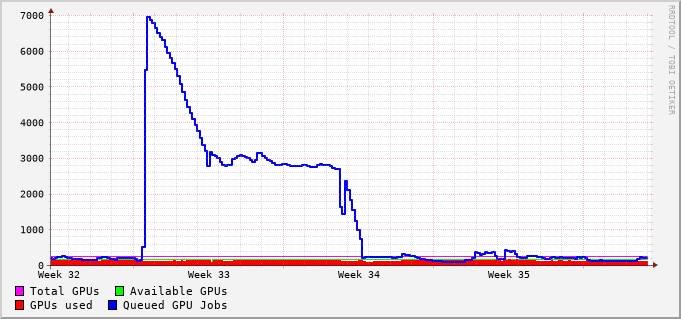 7000
6000
5000
4000
3000
2000
1000
0
Week 32 Week 33 Week 34 Week 35
Total GPUs Available GPUs
GPUs used Queued GPU Jobs
RRDTOOL / TOBI OETIKER